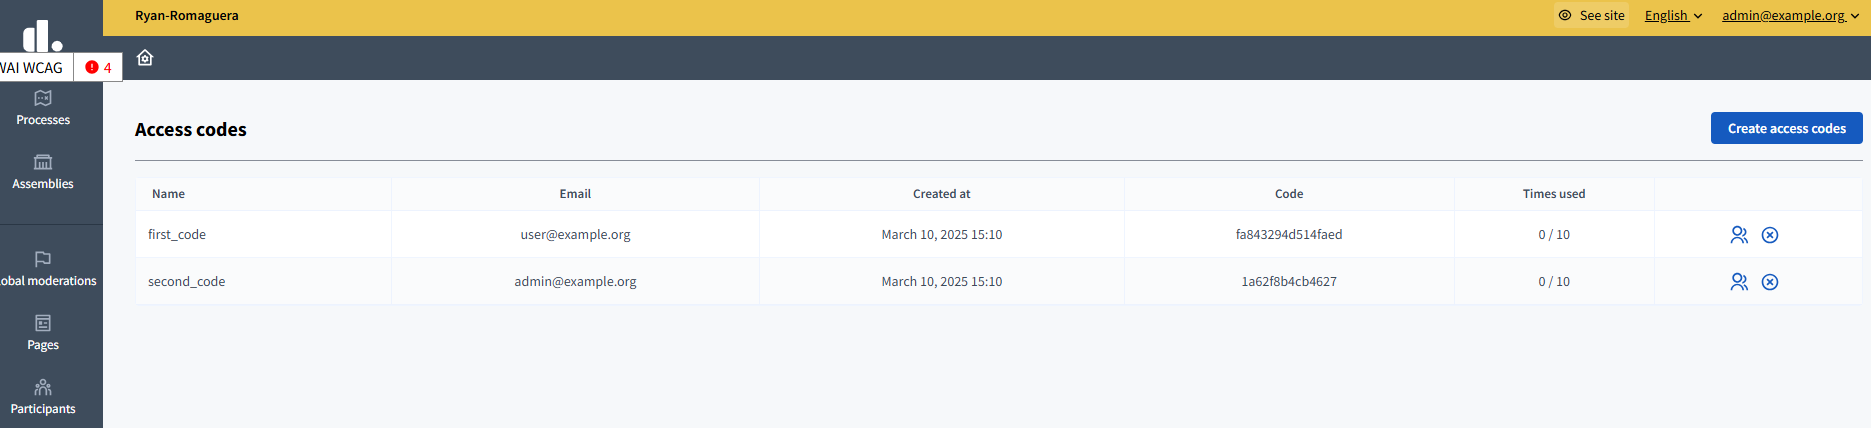 Ryan-Romaguera
See site
English
admin@example.org
WAI WCAG
4
Processes
Assemblies
obal moderations
Pages
Participants
Access codes
Create access codes
Name Email Created at Code Times used
first_code user@example.org March 10, 2025 15:10 fa843294d514faed 0 / 10
second_code admin@example.org March 10, 2025 15:10 1a62f8b4cb4627 0 / 10